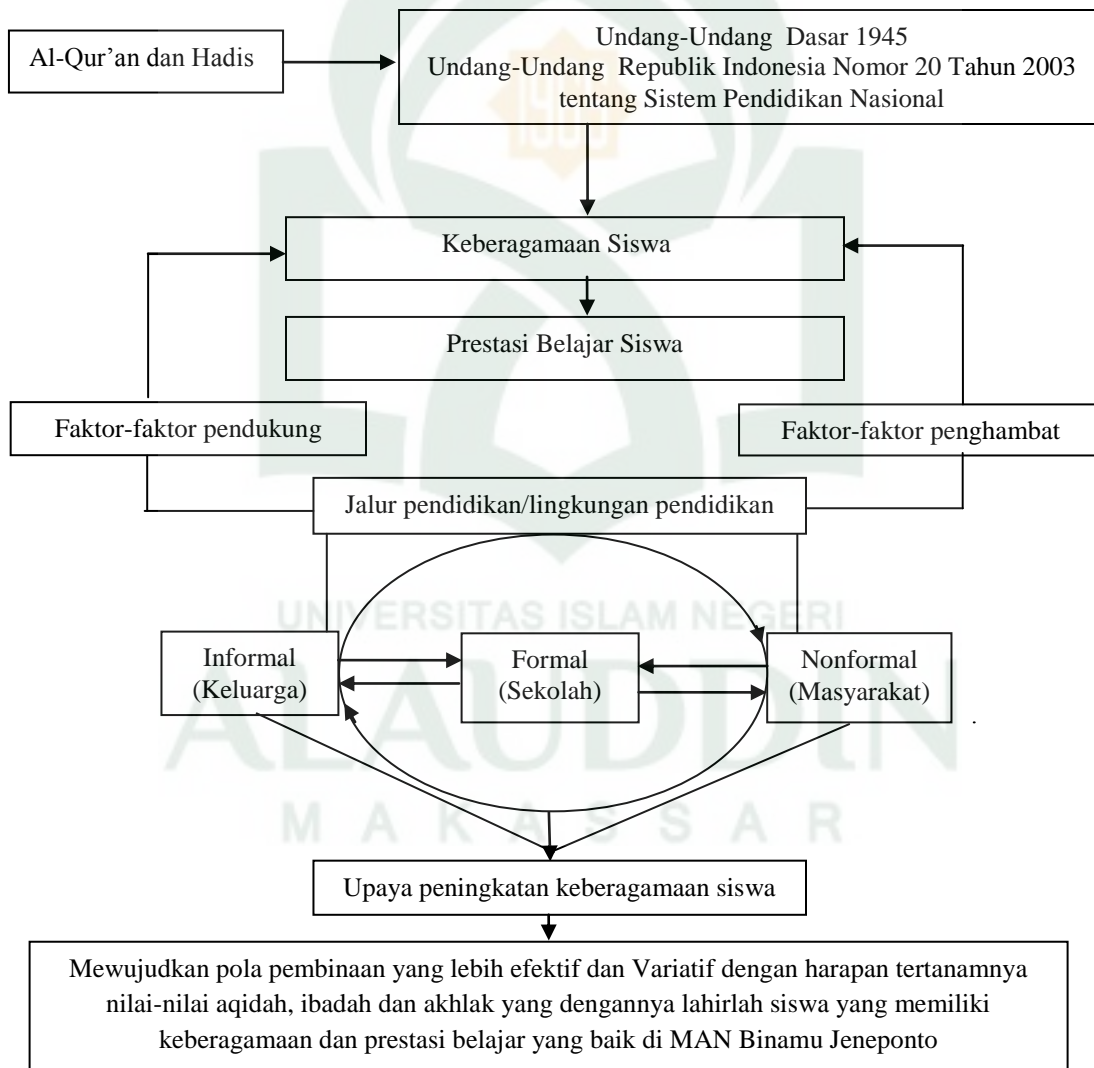 Al-Qur'an dan Hadis
Undang-Undang Dasar 1945
Undang-Undang Republik Indonesia Nomor 20 Tahun 2003
tentang Sistem Pendidikan Nasional
1965
Keberagamaan Siswa
Prestasi Belajar Siswa
Faktor-faktor pendukung
Faktor-faktor penghambat
Jalur pendidikan/lingkungan pendidikan
UNIVERSITAS ISLAM NEGERI
Informal
(Keluarga)
Formal
(Sekolah)
Nonformal
(Masyarakat)
.
ALAUDDIN
MAKASSAR
Upaya peningkatan keberagamaan siswa
Mewujudkan pola pembinaan yang lebih efektif dan Variatif dengan harapan tertanamnya
nilai-nilai aqidah, ibadah dan akhlak yang dengannya lahirlah siswa yang memiliki
keberagamaan dan prestasi belajar yang baik di MAN Binamu Jeneponto